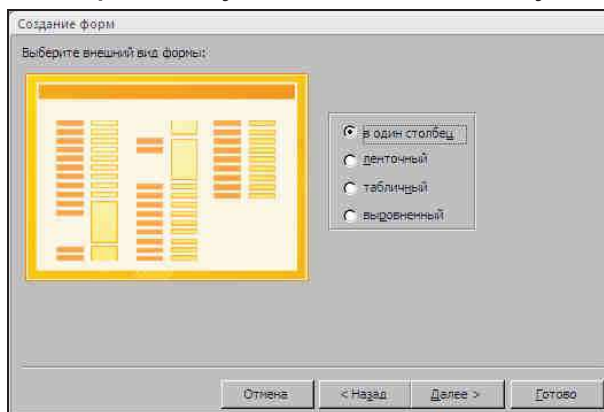 Создание форм
Выберите внешний вид формы:
в один столбец
ленточный
табличный
выровненный
Отмена
< Назад
Далее >
Готово